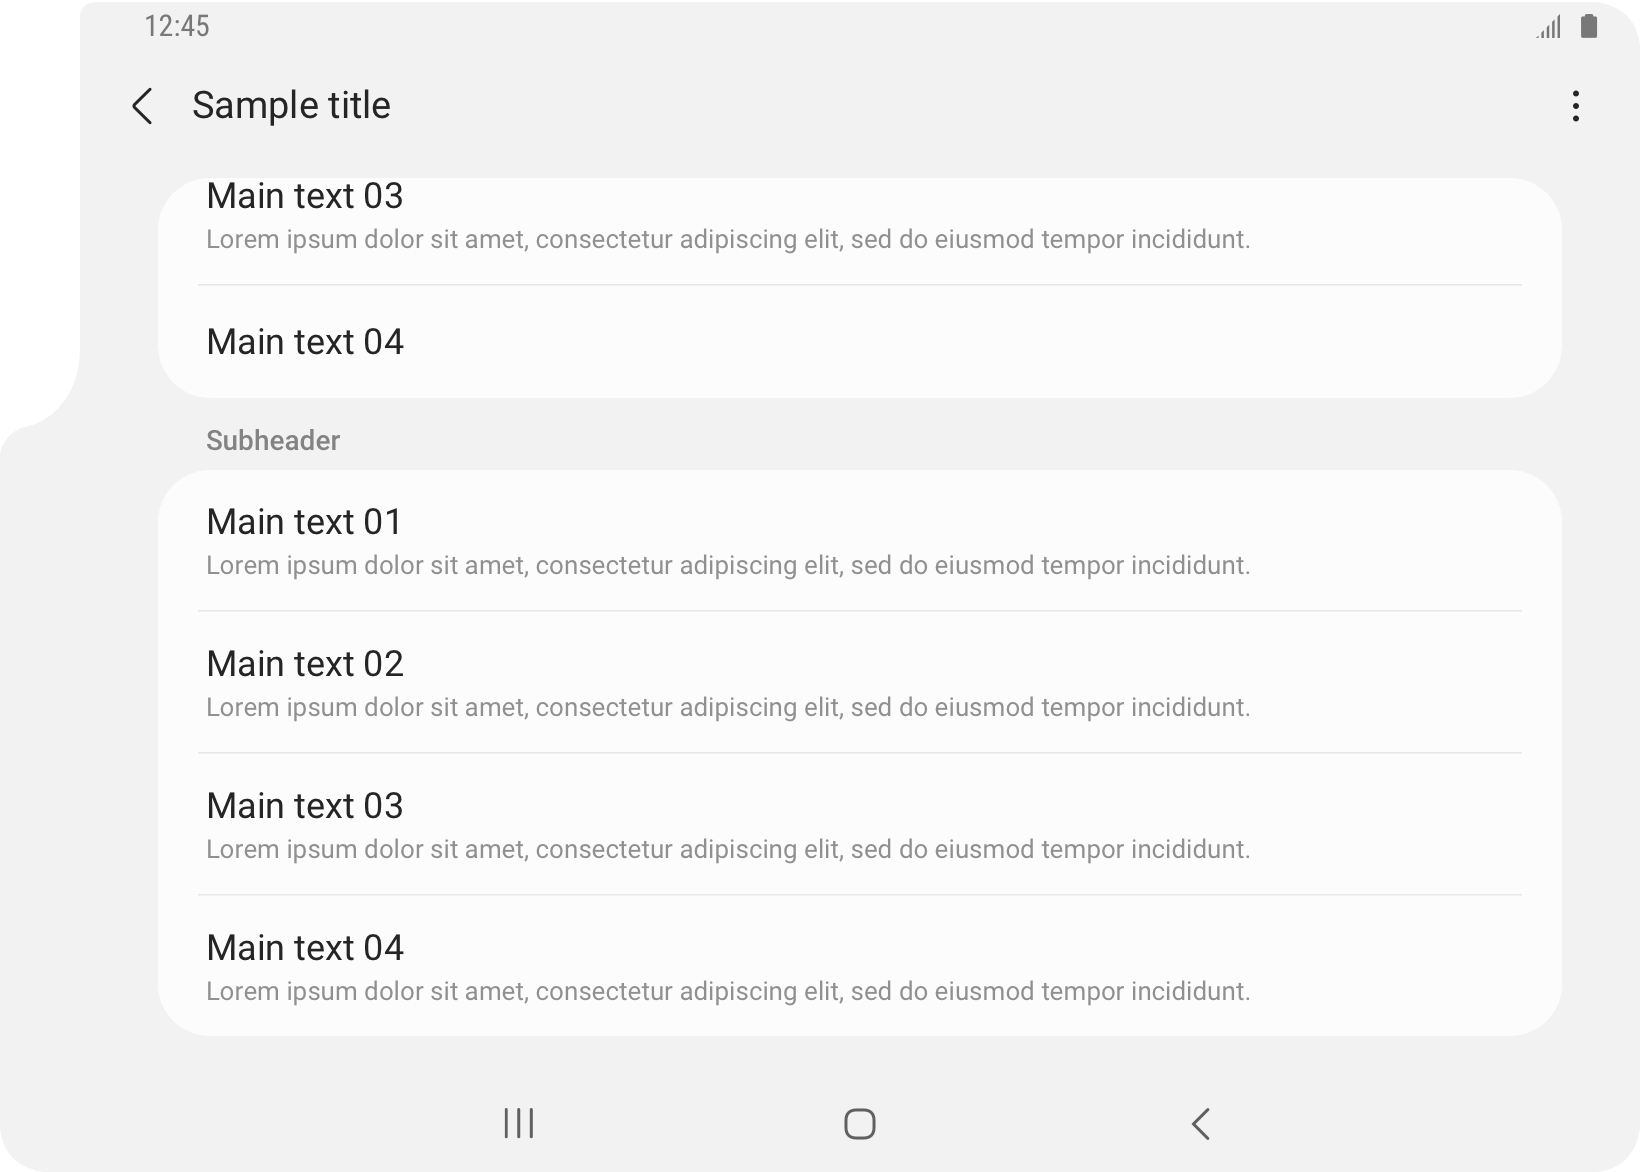 12:45
Sample title
Main text 03
Lorem ipsum dolor sit amet, consectetur adipiscing elit, sed do eiusmod tempor incididunt.
Main text 04
Subheader
Main text 01
Lorem ipsum dolor sit amet, consectetur adipiscing elit, sed do eiusmod tempor incididunt.
Main text 02
Lorem ipsum dolor sit amet, consectetur adipiscing elit, sed do eiusmod tempor incididunt.
Main text 03
Lorem ipsum dolor sit amet, consectetur adipiscing elit, sed do eiusmod tempor incididunt.
Main text 04
Lorem ipsum dolor sit amet, consectetur adipiscing elit, sed do eiusmod tempor incididunt.